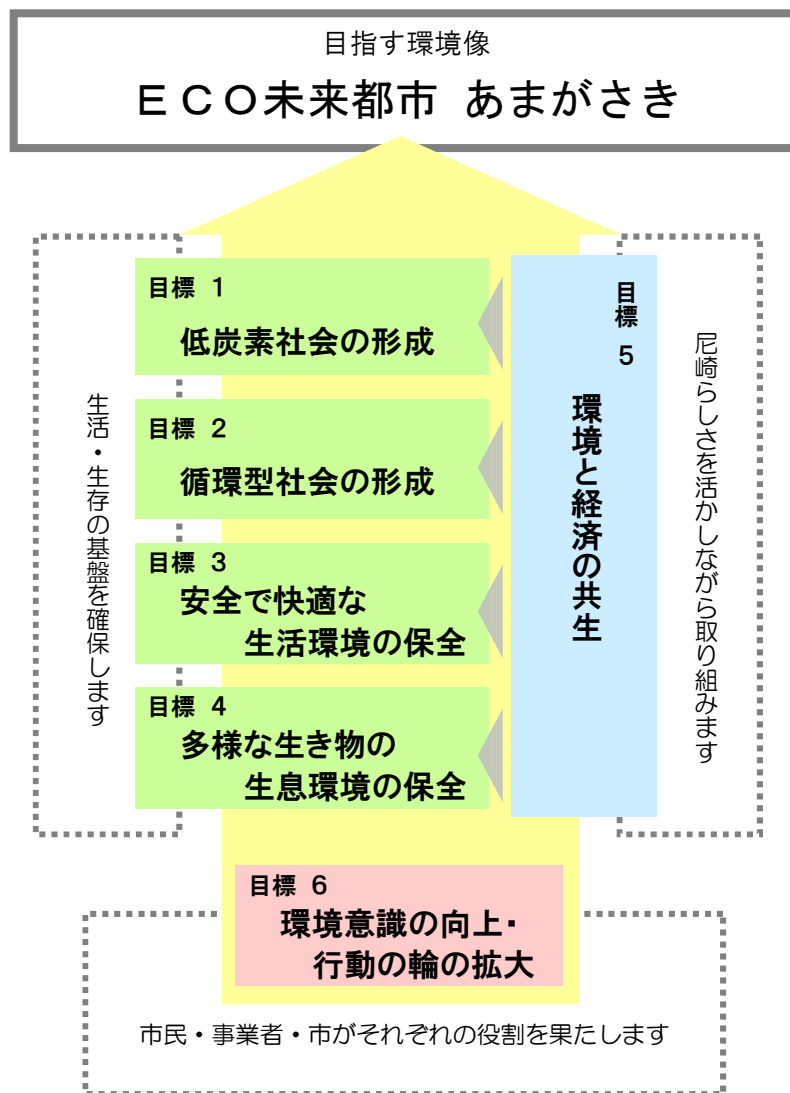 目指す環境像
ＥＣＯ未来都市 あまがさき
目標 1
低炭素社会の形成
目標 2
循環型社会の形成
目標 3
安全で快適な
生活環境の保全
目標 4
多様な生き物の
生息環境の保全
目標 5
環境と経済の共生
生活・生存の基盤を確保します
尼崎らしさを活かしながら取り組みます
目標 6
環境意識の向上・
行動の輪の拡大
市民・事業者・市がそれぞれの役割を果たします